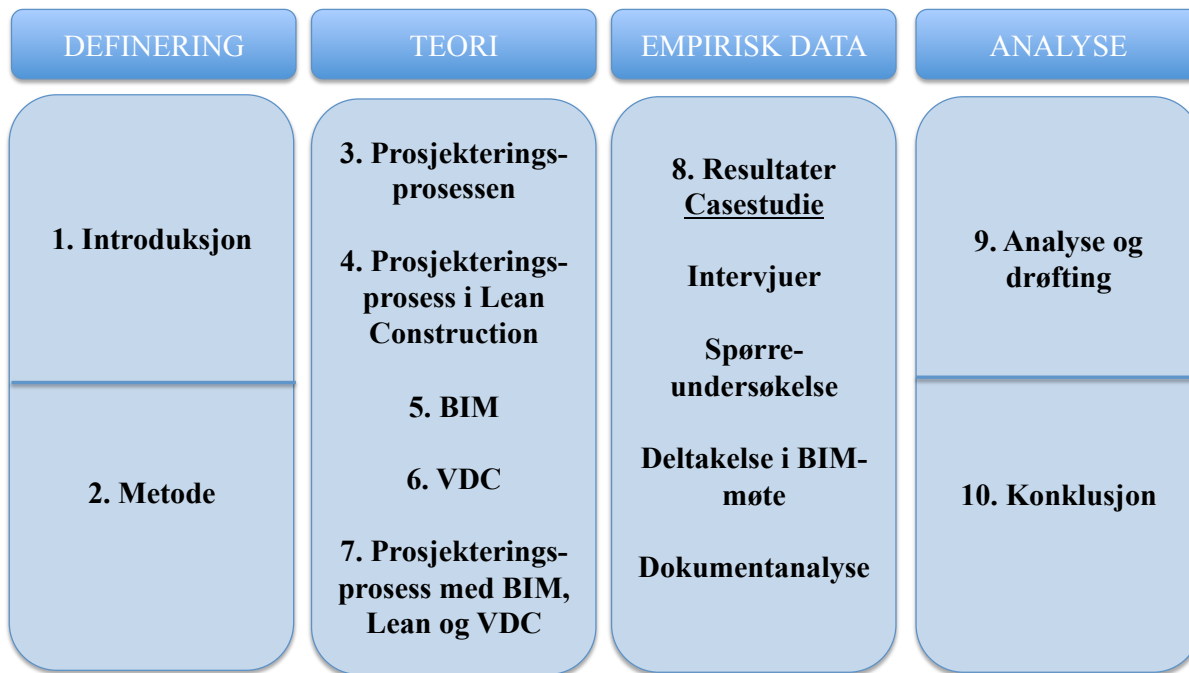 DEFINERING
1. Introduksjon
2. Metode
TEORI
3. Prosjekterings-
prosessen
4. Prosjekterings-
prosess i Lean
Construction
5. BIM
6. VDC
7. Prosjekterings-
prosess med BIM,
Lean og VDC
EMPIRISK DATA
8. Resultater
Casestudie
Intervjuer
Spørre-
undersøkelse
Deltakelse i BIM-
møte
Dokumentanalyse
ANALYSE
9. Analyse og
drøfting
10. Konklusjon